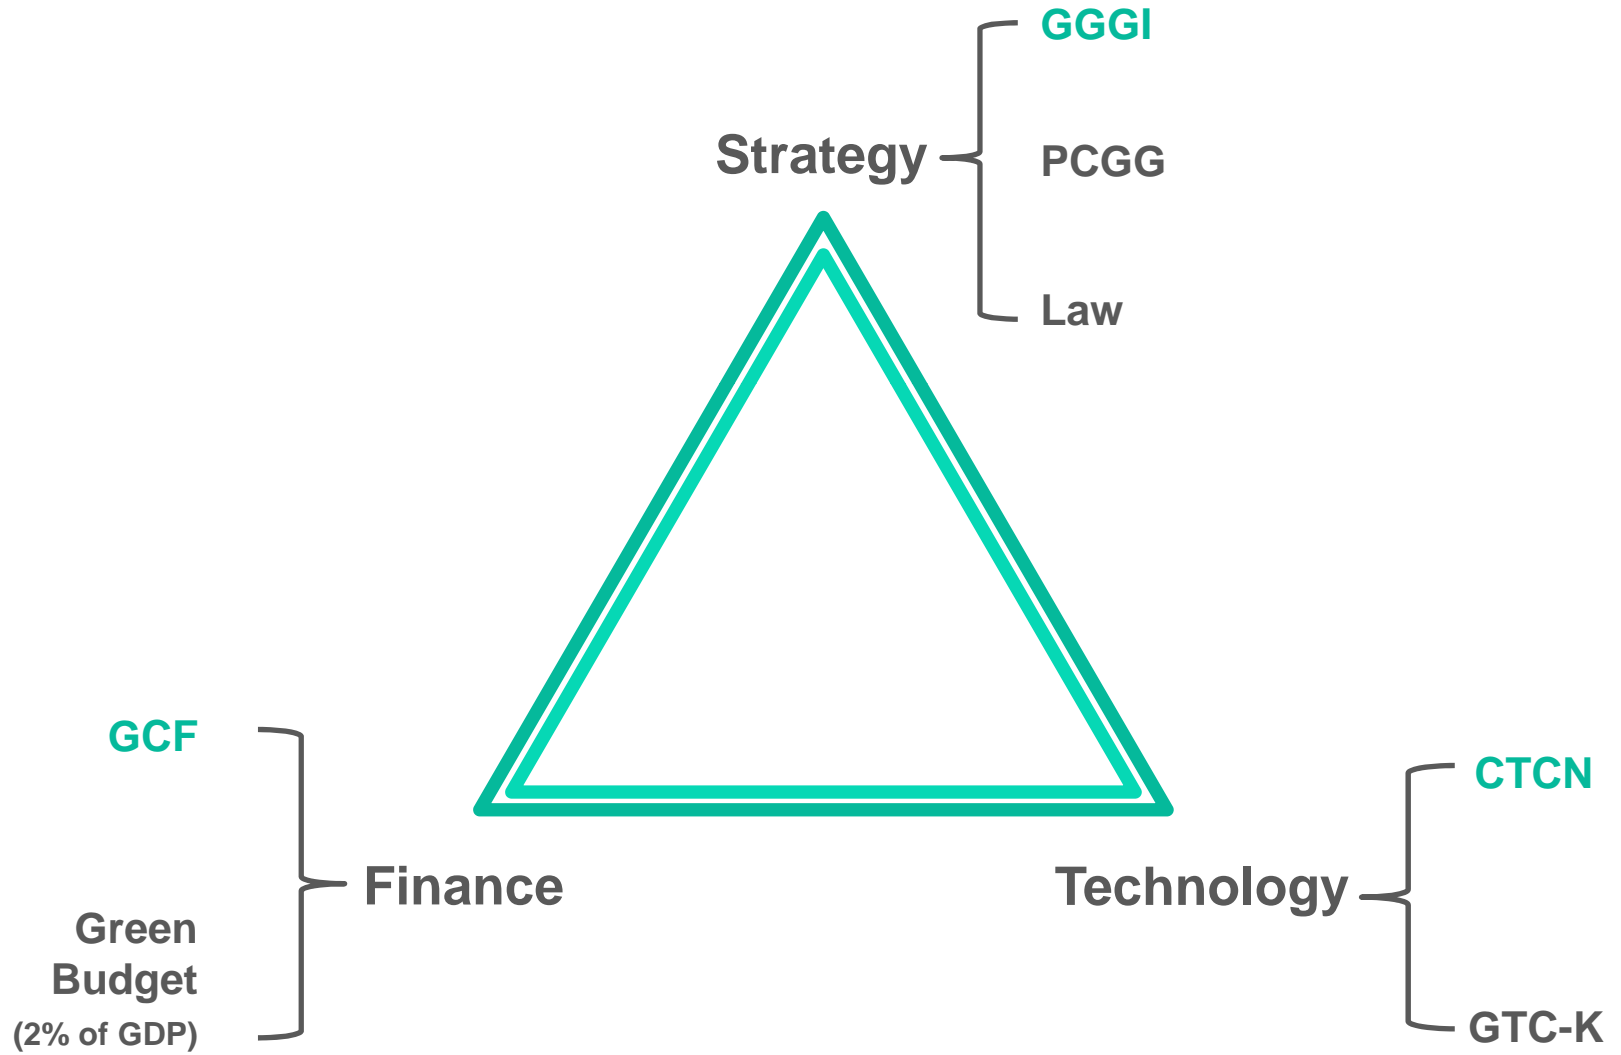 GGGI
Strategy
PCGG
Law
GCF
Finance
Green
Budget
(2% of GDP)
CTCN
Technology
GTC-K